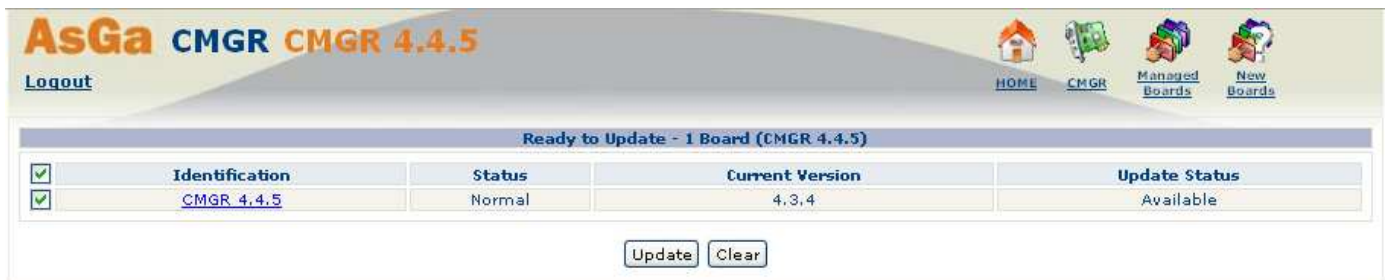 AsGa CMGR CMGR 4.4.5
Logout
HOME CMGR Managed Boards New Boards
Ready to Update - 1 Board (CMGR 4.4.5)
Identification Status Current Version Update Status
CMGR 4.4.5 Normal 4.3.4 Available
Update Clear